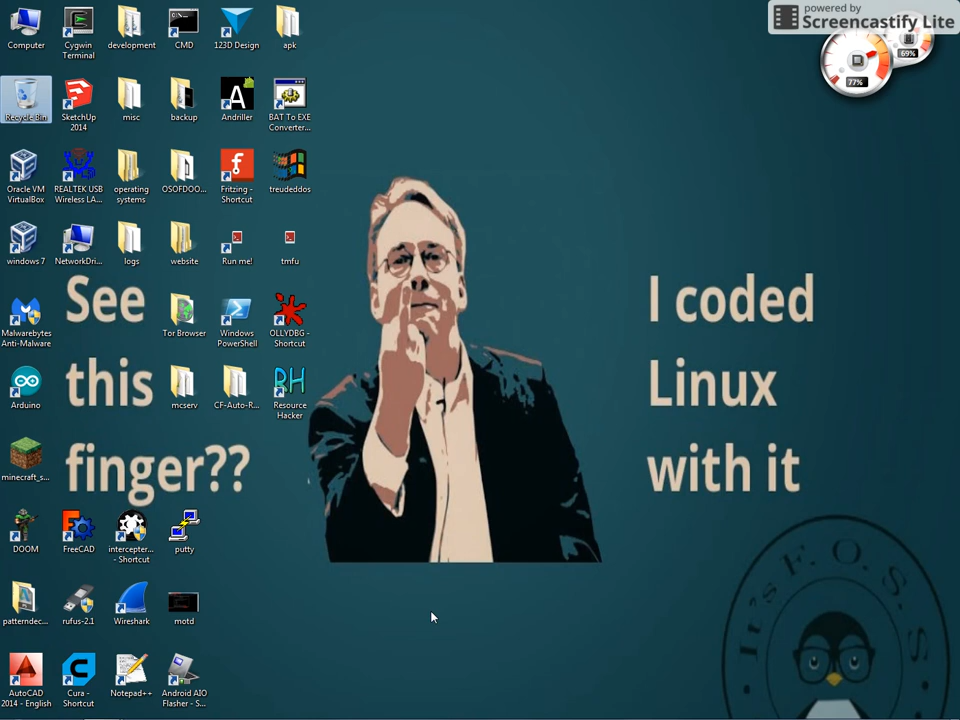 powered by
Screencastify Lite
69%
77%
Computer
Cygwin
Terminal
development
CMD
123D Design
apk
Recycle Bin
SketchUp
2014
misc
backup
Andriller
BAT To EXE
Converter...
Oracle VM
VirtualBox
REALTEK USB
Wireless LA...
operating
systems
OSOFDOO...
Fritzing -
Shortcut
treudeddos
windows 7
NetworkDri...
logs
website
Run me!
tmfu
Malwarebytes
Anti-Malware
Tor Browser
Windows
PowerShell
OLLYDBG -
Shortcut
Arduino
mcserv
CF-Auto-R...
Resource
Hacker
minecraft_s...
DOOM
FreeCAD
intercepter...
- Shortcut
putty
patterndec...
rufus-2.1
Wireshark
motd
AutoCAD
2014 - English
Cura -
Shortcut
Notepad++
Android AIO
Flasher - S...
See
this
finger??
I coded
Linux
with it
It's F.O.S.S